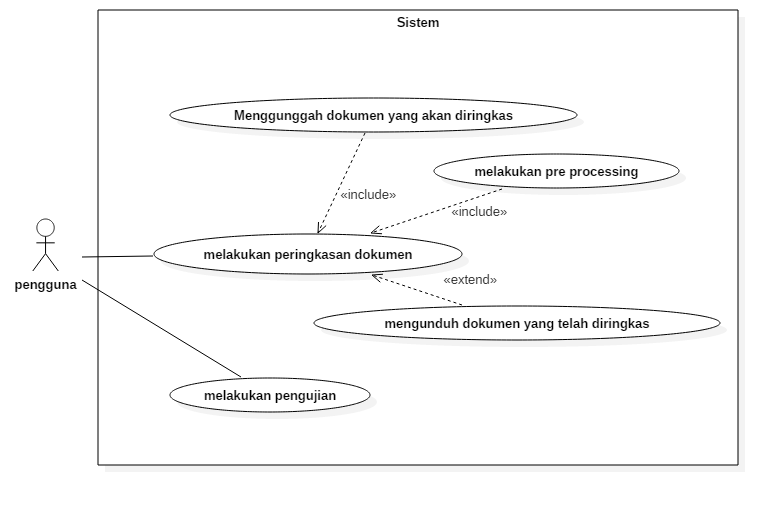 Sistem
Menggunggah dokumen yang akan diringkas
melakukan pre processing
«include»
«include»
melakukan peringkasan dokumen
«extend»
pengguna
mengunduh dokumen yang telah diringkas
melakukan pengujian